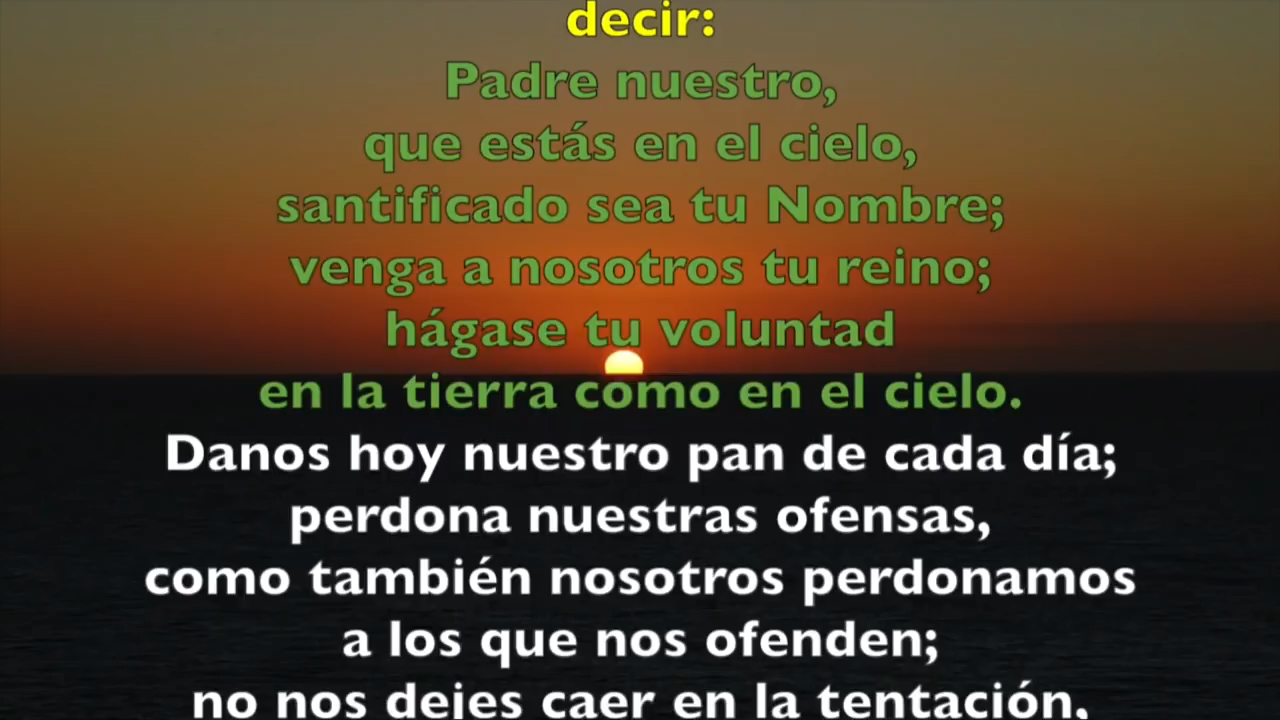 decir:
Padre nuestro,
que estás en el cielo,
santificado sea tu Nombre;
venga a nosotros tu reino;
hágase tu voluntad
en la tierra como en el cielo.
Danos hoy nuestro pan de cada día;
perdona nuestras ofensas,
como también nosotros perdonamos
a los que nos ofenden;
no nos dejes caer en la tentación,